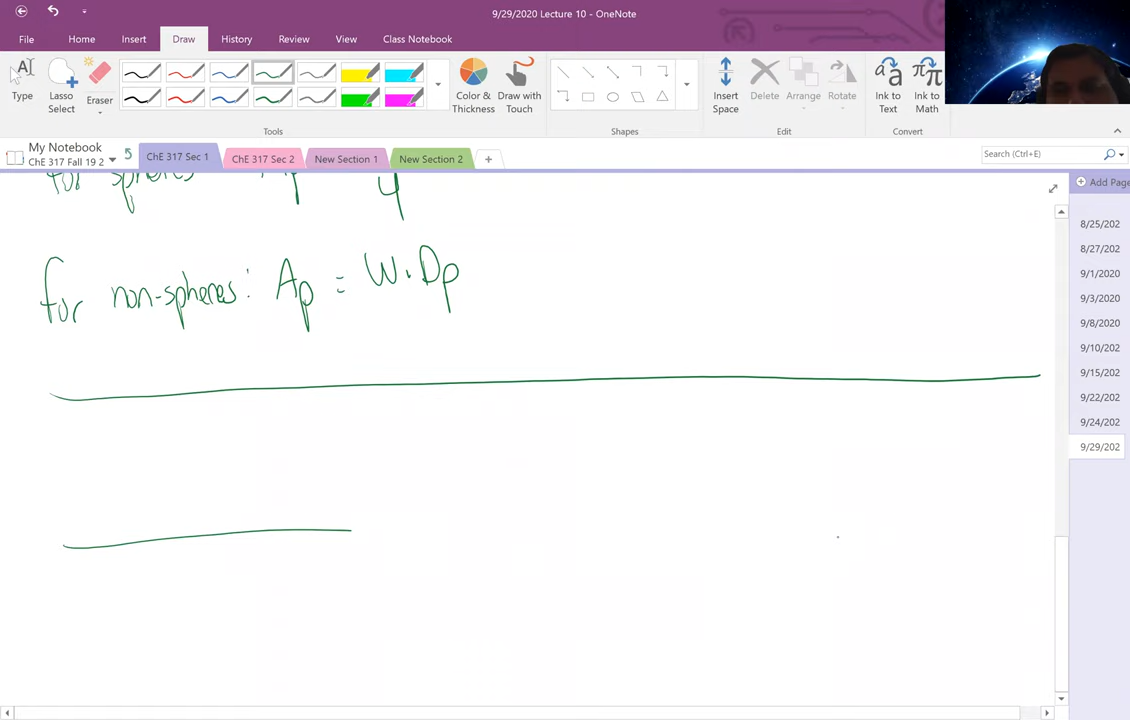 9/29/2020 Lecture 10 - OneNote
File Home Insert Draw History Review View Class Notebook
Type
Lasso Select
Eraser
Color & Thickness
Draw with Touch
Insert Space
Delete
Arrange
Rotate
Ink to Text
Ink to Math
Tools
Shapes
Edit
Convert
My Notebook
ChE 317 Fall 19 2
ChE 317 Sec 1
ChE 317 Sec 2
New Section 1
New Section 2
Search (Ctrl+E)
Add Page
for spheres
4
for non-spheres: Ap = W . Dp
8/25/202
8/27/202
9/1/2020
9/3/2020
9/8/2020
9/10/202
9/15/202
9/22/202
9/24/202
9/29/202